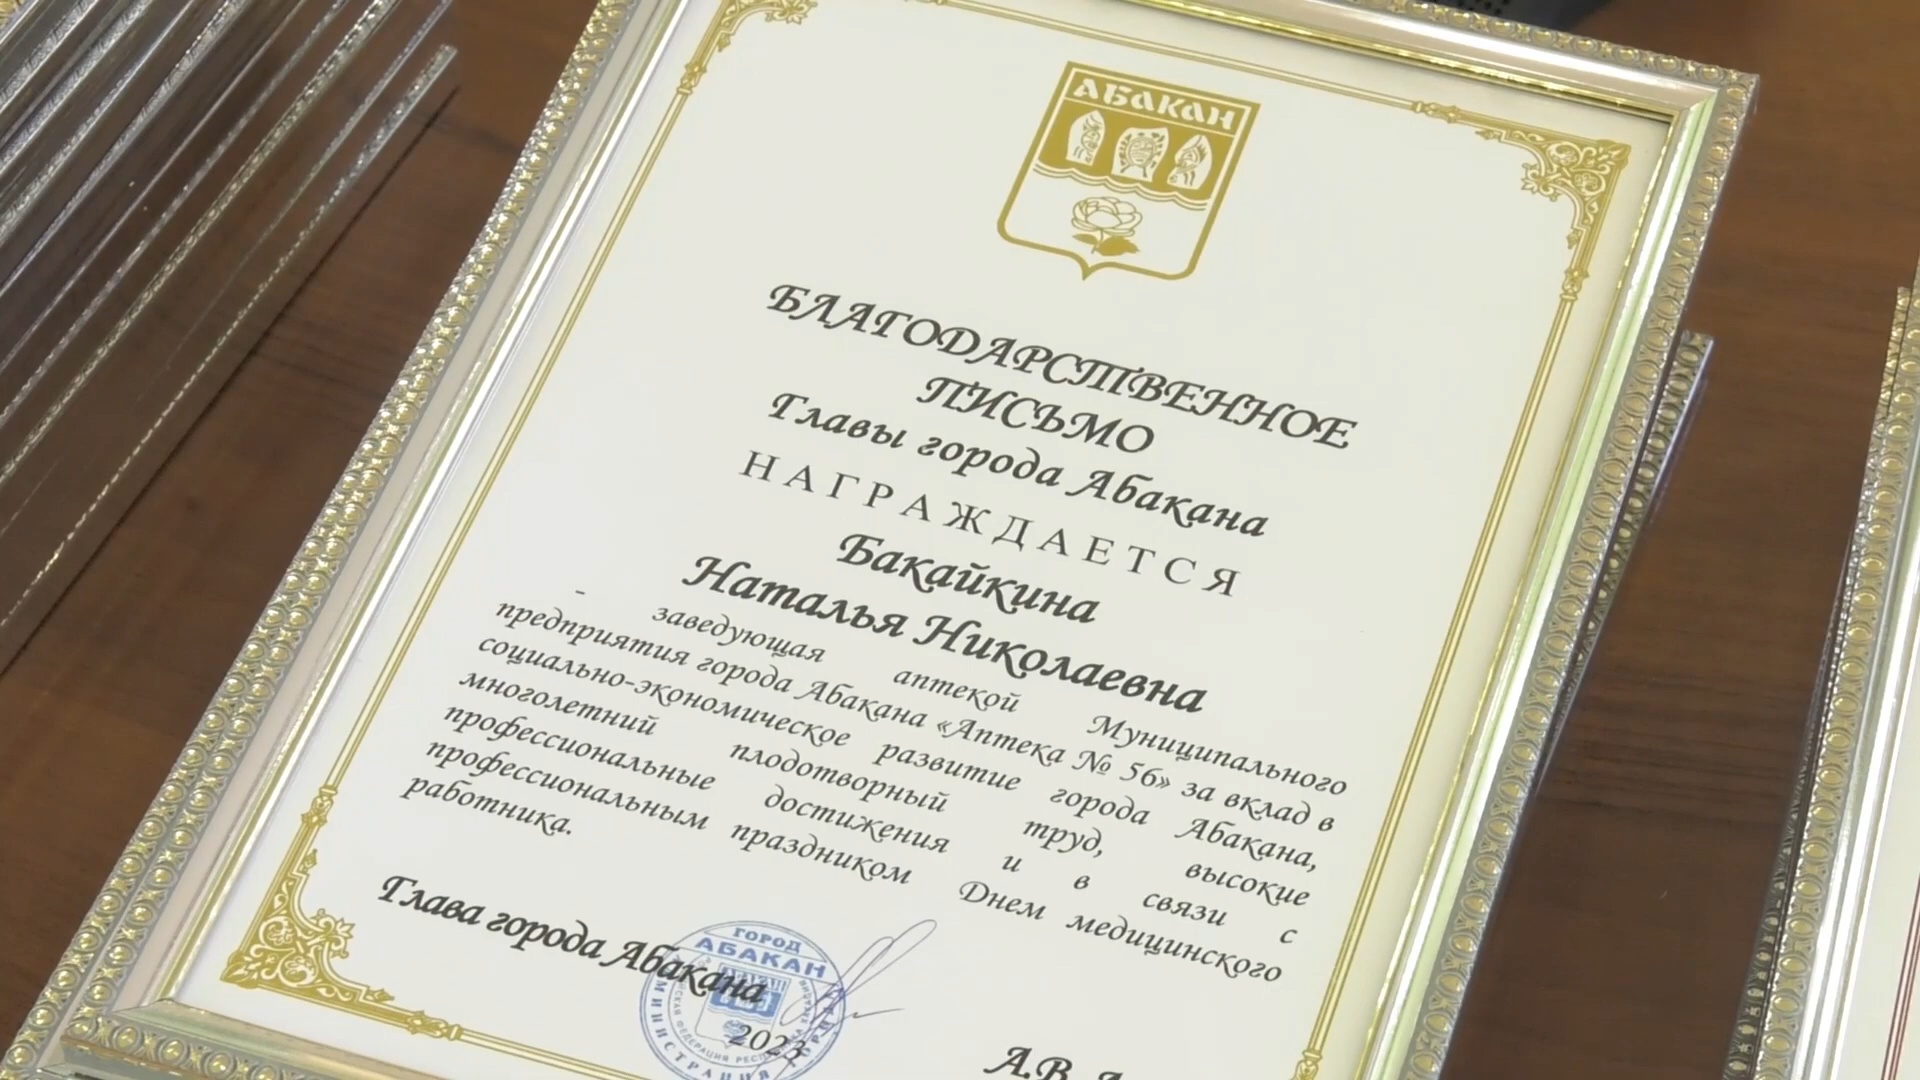 АБАКАН
БЛАГОДАРСТВЕННОЕ
ПИСЬМО
Главы города Абакана
НАГРАЖДАЕТСЯ
Бакайкина
Наталья Николаевна
- заведующая аптекой Муниципального
предприятия города Абакана «Аптека № 56» за вклад в
социально-экономическое развитие города Абакана,
многолетний плодотворный труд, высокие
профессиональные достижения и в связи с
профессиональным праздником Днем медицинского
работника.
Глава города Абакана
ГОРОД
АБАКАН
2023
А.В.